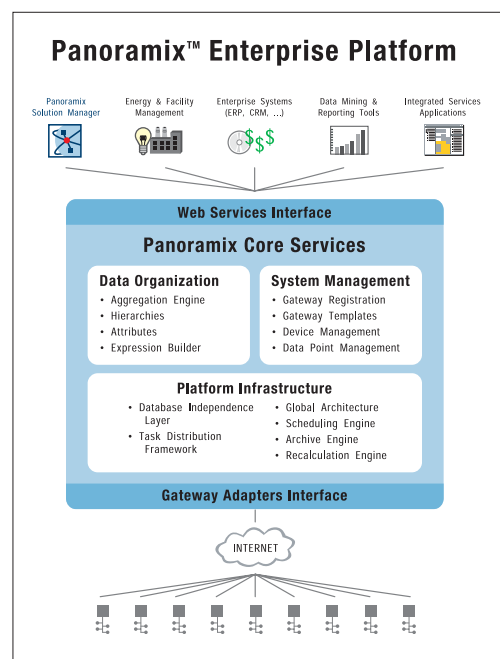 Panoramix™ Enterprise Platform
Panoramix
Solution Manager
Energy & Facility
Management
Enterprise Systems
(ERP, CRM, ...)
Data Mining &
Reporting Tools
Integrated Services
Applications
$$$
Web Services Interface
Panoramix Core Services
Data Organization
• Aggregation Engine
• Hierarchies
• Attributes
• Expression Builder
System Management
• Gateway Registration
• Gateway Templates
• Device Management
• Data Point Management
Platform Infrastructure
• Database Independence
Layer
• Task Distribution
Framework
• Global Architecture
• Scheduling Engine
• Archive Engine
• Recalculation Engine
Gateway Adapters Interface
INTERNET